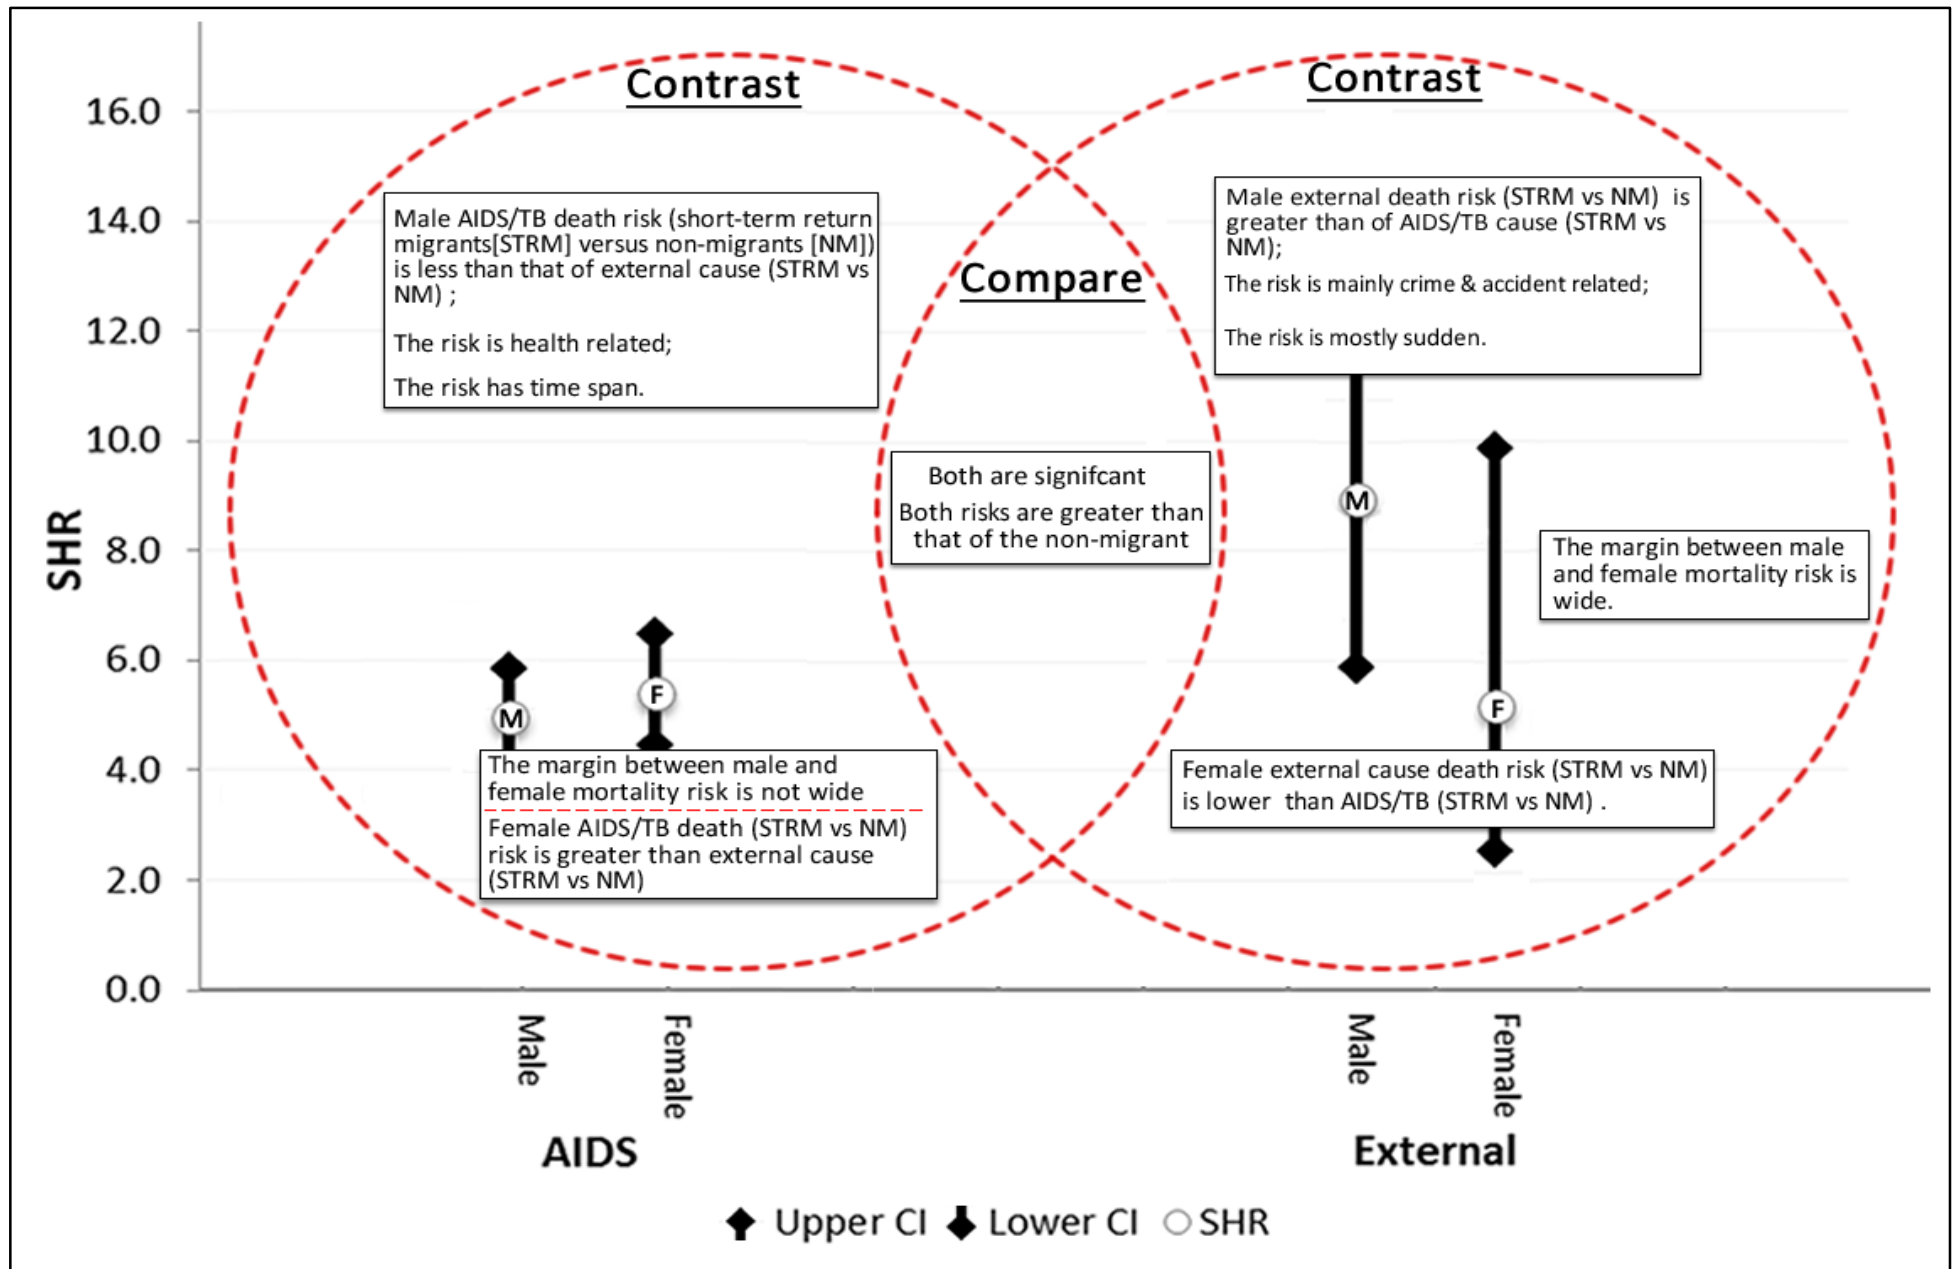 Contrast
Contrast
16.0
14.0
12.0
10.0
8.0
6.0
4.0
2.0
0.0
SHR
Male AIDS/TB death risk (short-term return
migrants[STRM] versus non-migrants [NM])
is less than that of external cause (STRM vs
NM) ;
The risk is health related;
The risk has time span.
Compare
Both are signifcant
Both risks are greater than
that of the non-migrant
Male external death risk (STRM vs NM) is
greater than of AIDS/TB cause (STRM vs
NM);
The risk is mainly crime & accident related;
The risk is mostly sudden.
M
F
M
F
The margin between male
and female mortality risk is
wide.
The margin between male and
female mortality risk is not wide
Female AIDS/TB death (STRM vs NM)
risk is greater than external cause
(STRM vs NM)
Female external cause death risk (STRM vs NM)
is lower than AIDS/TB (STRM vs NM) .
Male
Female
Male
Female
AIDS
External
Upper CI
Lower CI
SHR